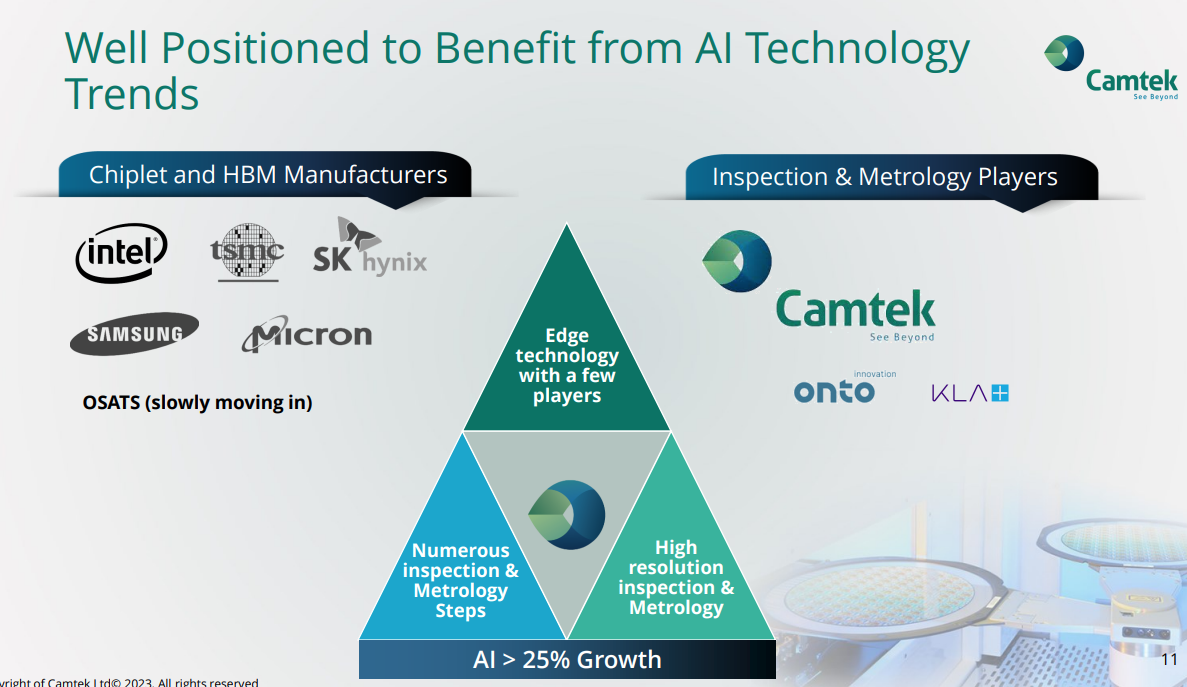 Well Positioned to Benefit from AI Technology
Trends
Camtek
See Beyond
Chiplet and HBM Manufacturers
intel®
tsmc
SK hynix
SAMSUNG
Micron
OSATS (slowly moving in)
Inspection & Metrology Players
Camtek
See Beyond
innovation
onto
KLA
Edge
technology
with a few
players
Numerous
inspection &
Metrology
Steps
High
resolution
inspection &
Metrology
AI > 25% Growth
11
yright of Camtek Ltd© 2023. All rights reserved